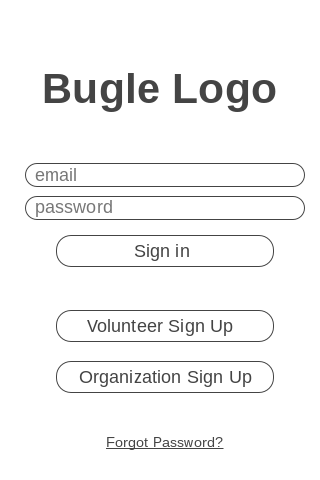 Bugle Logo
email
password
Sign in
Volunteer Sign Up
Organization Sign Up
Forgot Password?